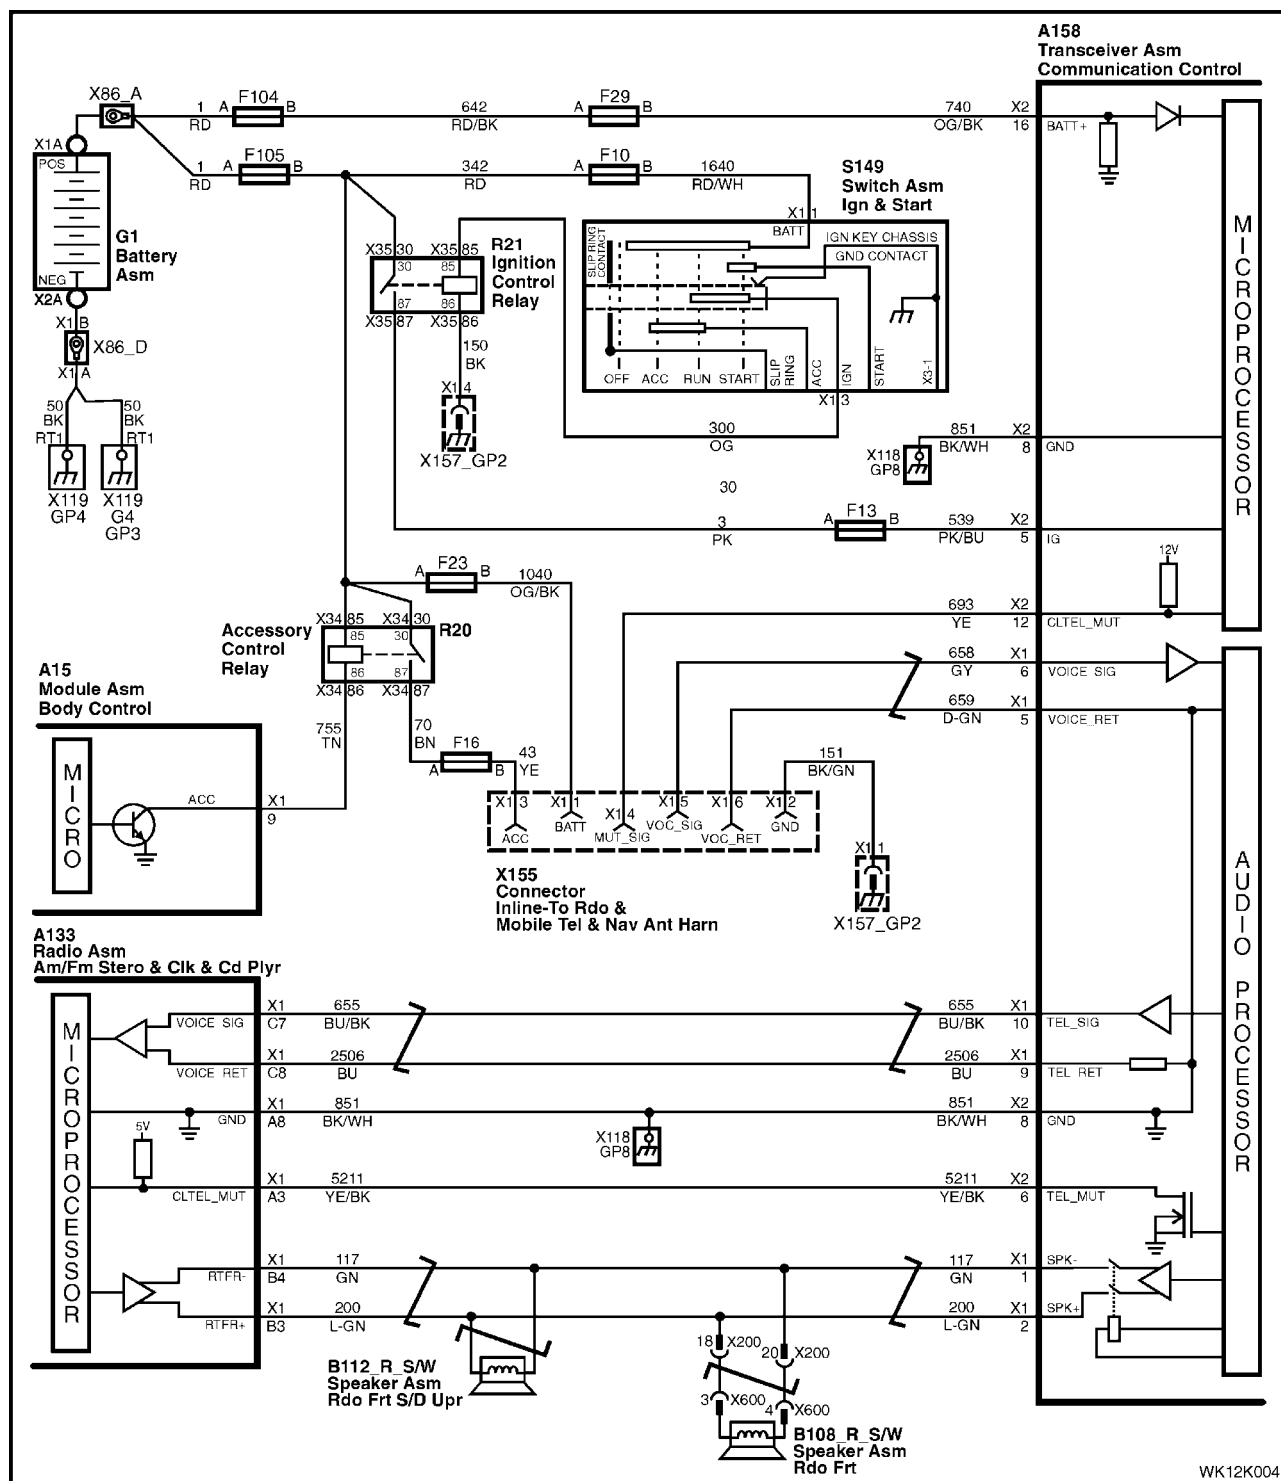 A158
Transceiver Asm
Communication Control
X86_A
1
RD
A
F104
B
642
RD/BK
A
F29
B
740
OG/BK
X2
16
BATT+
X1A
POS
G1
Battery
Asm
NEG
X2A
1
RD
A
F105
B
342
RD
A
F10
B
1640
RD/WH
S149
Switch Asm
Ign & Start
X1 1
BATT
SLIP RING
CONTACT
IGN KEY CHASSIS
GND CONTACT
OFF
ACC
RUN
START
SLIP
RING
ACC
IGN
START
X3-1
X1 3
X35 30
X35 85
30
85
87
86
X35 87
X35 86
R21
Ignition
Control
Relay
150
BK
X1 4
X157_GP2
X1 B
X86_D
X1 A
50
BK
RT1
50
BK
RT1
X119
GP4
X119
G4
GP3
300
OG
30
3
PK
X118
GP8
851
BK/WH
X2
8
GND
A
F13
B
539
PK/BU
X2
5
IG
12V
693
YE
X2
12
CLTEL_MUT
658
GY
X1
6
VOICE SIG
659
D-GN
X1
5
VOICE_RET
MICROPROCESSOR
A
F23
B
1040
OG/BK
Accessory
Control
Relay
X34 85
X34 30
85
30
86
87
X34 86
X34 87
R20
755
TN
70
BN
A
F16
B
43
YE
151
BK/GN
A15
Module Asm
Body Control
MICRO
ACC
X1
9
X1 3
ACC
X1 1
BATT
X1 4
MUT_SIG
X1 5
VOC_SIG
X1 6
VOC_RET
X1 2
GND
X155
Connector
Inline-To Rdo &
Mobile Tel & Nav Ant Harn
X1 1
X157_GP2
AUDIO PROCESSOR
A133
Radio Asm
Am/Fm Stero & Clk & Cd Plyr
MICROPROCESSOR
VOICE SIG
X1
C7
655
BU/BK
655
BU/BK
X1
10
TEL_SIG
VOICE RET
X1
C8
2506
BU
2506
BU
X1
9
TEL RET
GND
X1
A8
851
BK/WH
X118
GP8
851
BK/WH
X2
8
GND
5V
CLTEL_MUT
X1
A3
5211
YE/BK
5211
YE/BK
X2
6
TEL_MUT
RTFR-
X1
B4
117
GN
117
GN
X1
1
SPK-
RTFR+
X1
B3
200
L-GN
200
L-GN
X1
2
SPK+
B112_R_S/W
Speaker Asm
Rdo Frt S/D Upr
18 X200
20 X200
3 X600
4 X600
B108_R_S/W
Speaker Asm
Rdo Frt
WK12K004